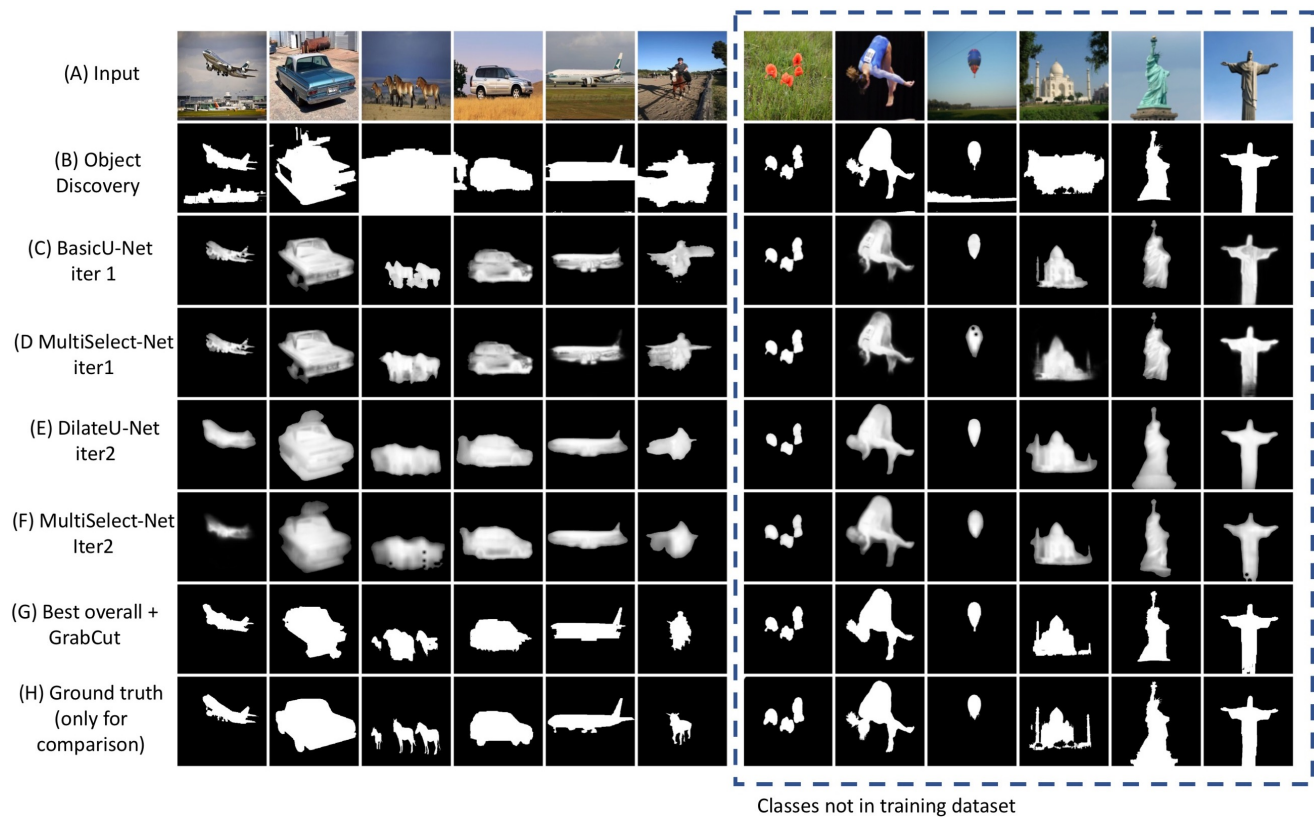 (A) Input
(B) Object
Discovery
(C) BasicU-Net
iter 1
(D MultiSelect-Net
iter1
(E) DilateU-Net
iter2
(F) MultiSelect-Net
Iter2
(G) Best overall +
GrabCut
(H) Ground truth
(only for
comparison)
Classes not in training dataset